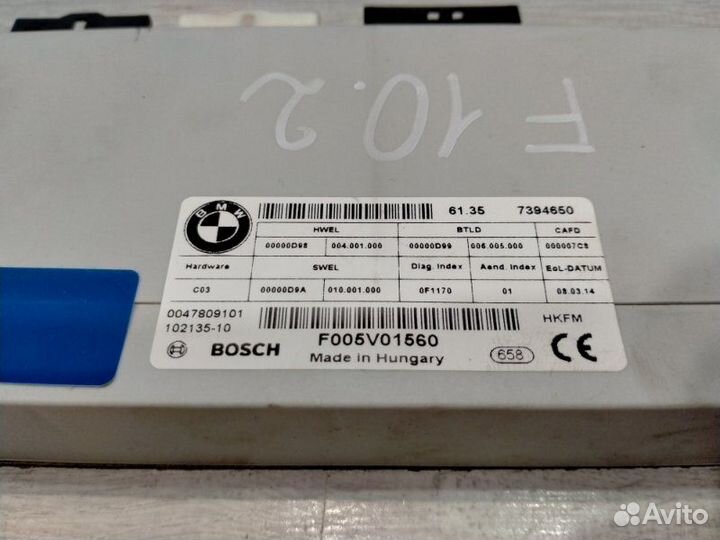 F 10.2
BMW
61.35 7394650
HWEL BTLD CAFD
00000D98 004.001.000 00000D99 006.005.000 000007C8
Hardware SWEL Diag. Index Aend. Index EoL-DATUM
C03 00000D9A 010.001.000 0F1170 01 08.03.14
0047809101
102135-10
HKFM
BOSCH F005V01560
Made in Hungary
658 CE
Avito